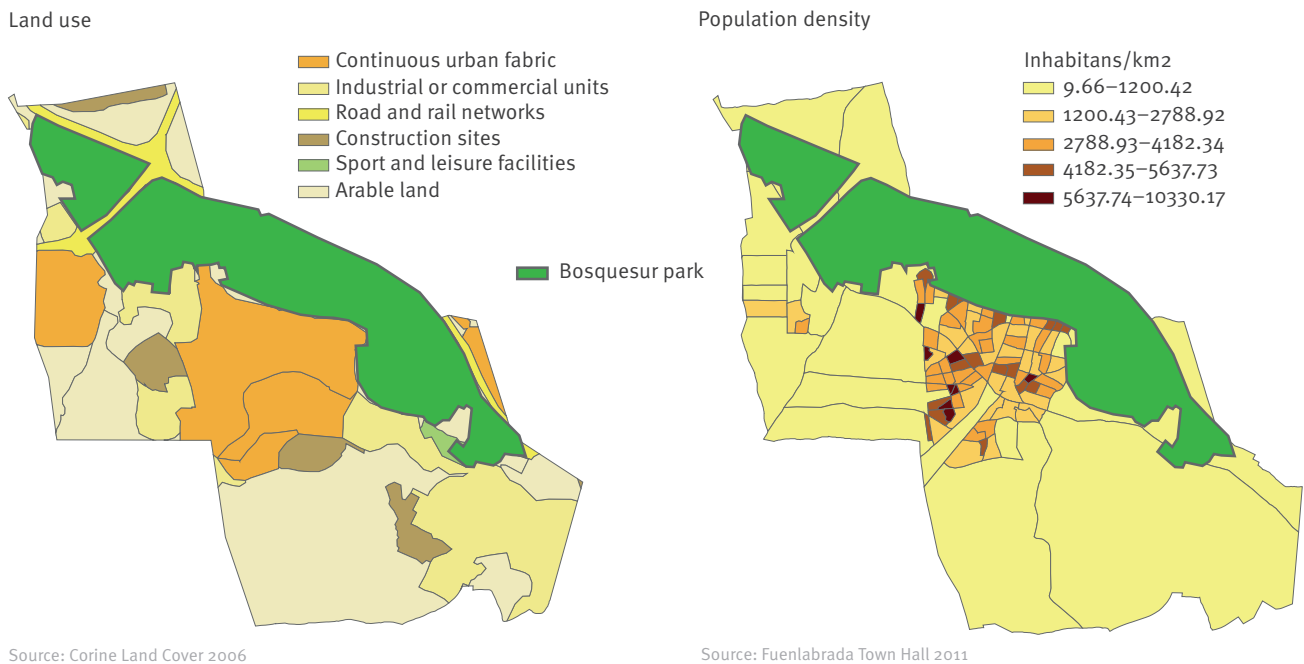 Land use
Continuous urban fabric
Industrial or commercial units
Road and rail networks
Construction sites
Sport and leisure facilities
Arable land
Bosquesur park
Source: Corine Land Cover 2006
Population density
Inhabitans/km2
9.66–1200.42
1200.43–2788.92
2788.93–4182.34
4182.35–5637.73
5637.74–10330.17
Source: Fuenlabrada Town Hall 2011